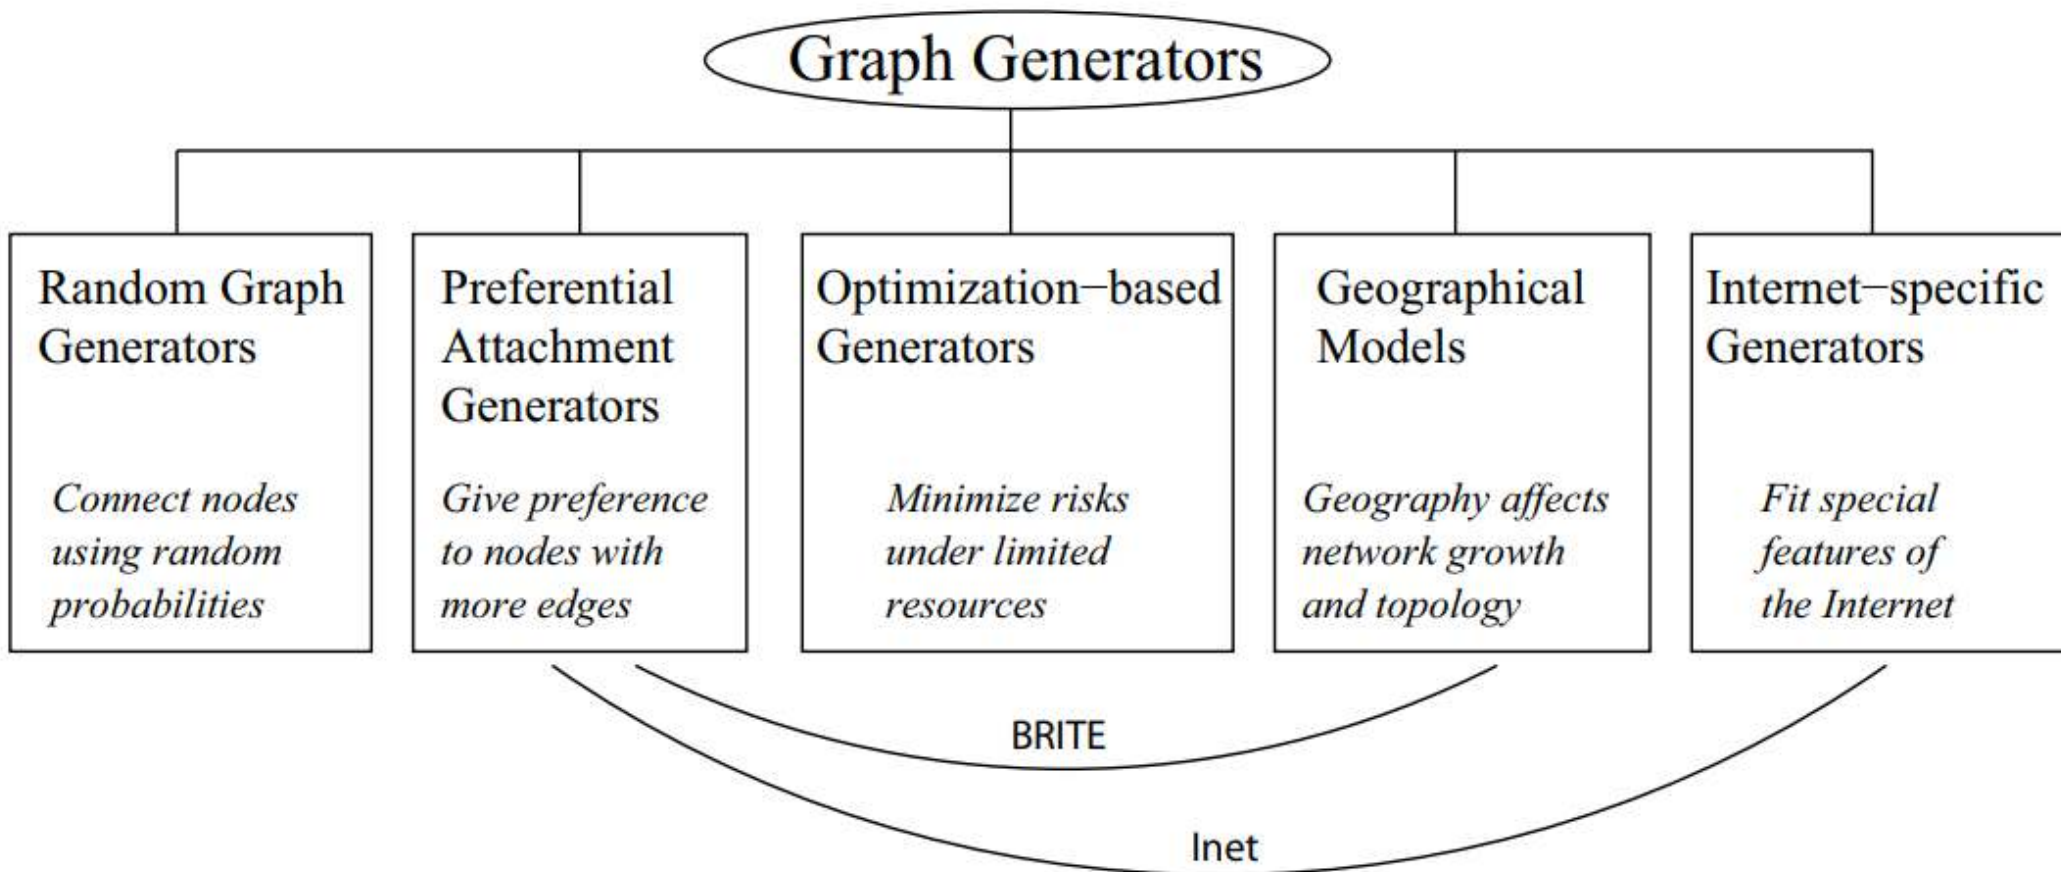 Graph Generators
Random Graph
Generators
Connect nodes
using random
probabilities
Preferential
Attachment
Generators
Give preference
to nodes with
more edges
Optimization−based
Generators
Minimize risks
under limited
resources
Geographical
Models
Geography affects
network growth
and topology
Internet−specific
Generators
Fit special
features of
the Internet
BRITE
Inet